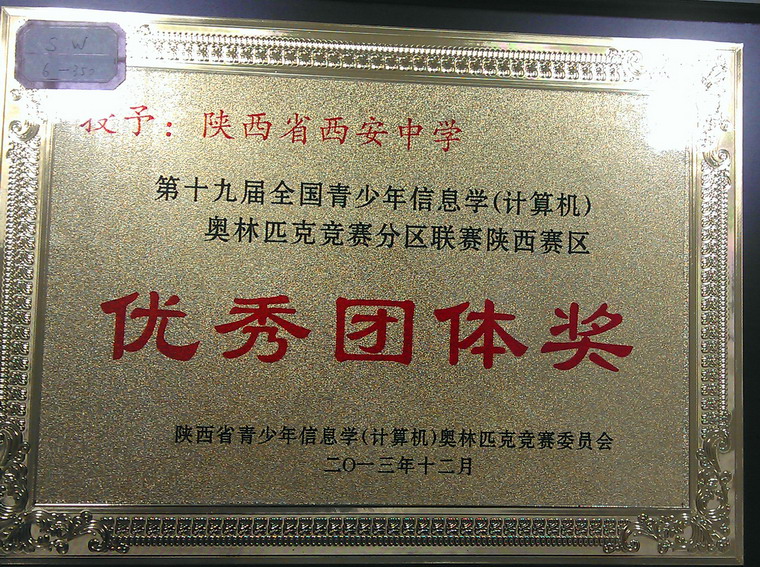 SW
6-350
授予：陕西省西安中学
第十九届全国青少年信息学(计算机)
奥林匹克竞赛分区联赛陕西赛区
优秀团体奖
陕西省青少年信息学(计算机)奥林匹克竞赛委员会
二〇一三年十二月